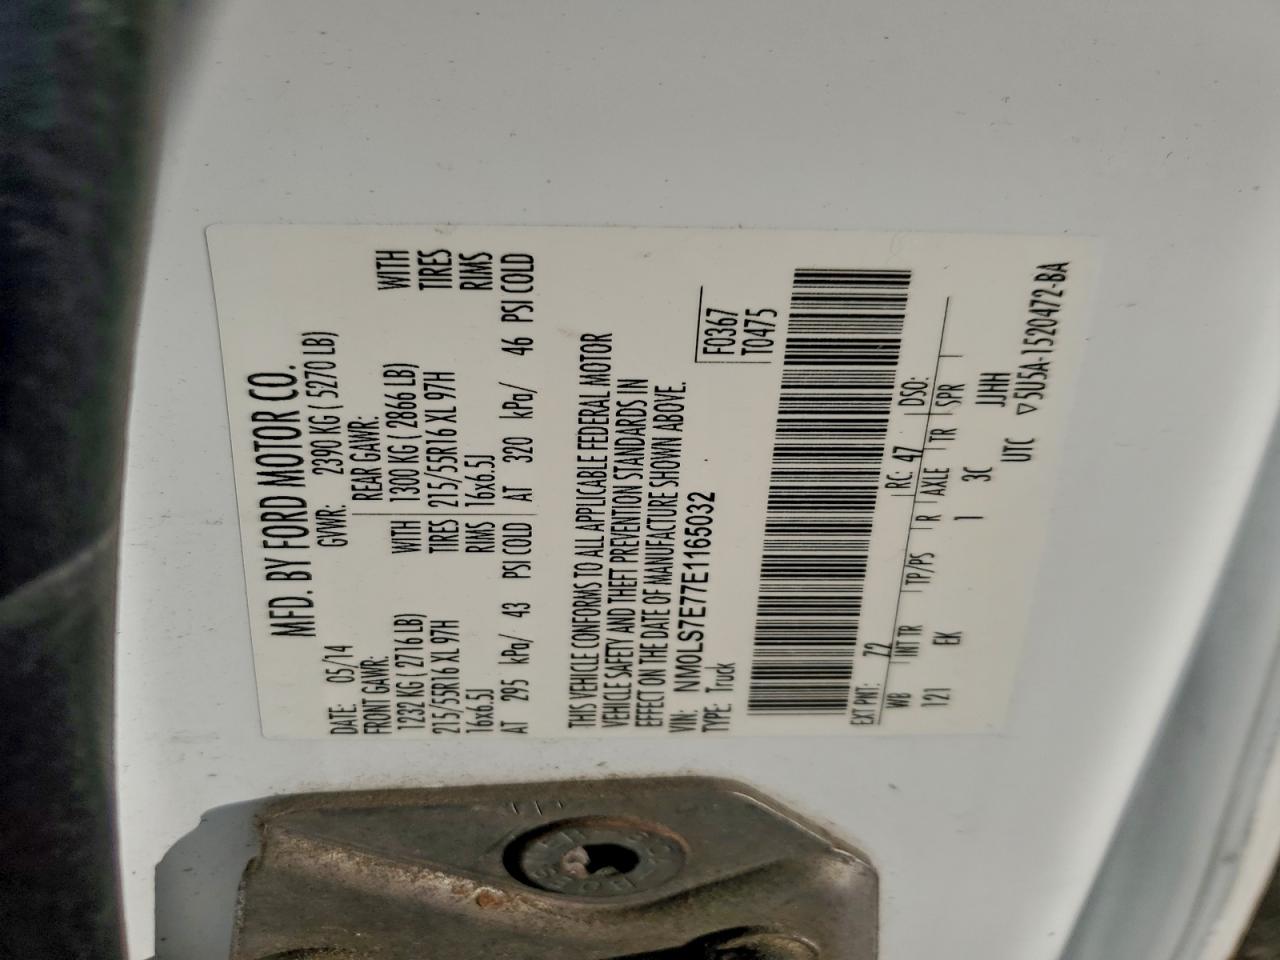 MFD. BY FORD MOTOR CO.
DATE: 05/14 GVWR: 2390 KG ( 5270 LB)
FRONT GAWR: REAR GAWR:
1232 KG ( 2716 LB) WITH 1300 KG ( 2866 LB) WITH
215/55R16 XL 97H TIRES 215/55R16 XL 97H TIRES
16x6.5J RIMS 16x6.5J RIMS
AT 295 kPa/ 43 PSI COLD AT 320 kPa/ 46 PSI COLD
THIS VEHICLE CONFORMS TO ALL APPLICABLE FEDERAL MOTOR
VEHICLE SAFETY AND THEFT PREVENTION STANDARDS IN
EFFECT ON THE DATE OF MANUFACTURE SHOWN ABOVE.
VIN: NM0LS7E77E1165032 F0367
TYPE: Truck T0475
EXT PNT: 72 RC: 47 DSO:
WB INT TR TP/PS R AXLE TR SPR
121 EK 1 3C JJHH
UTC ▽5U5A-1520472-BA